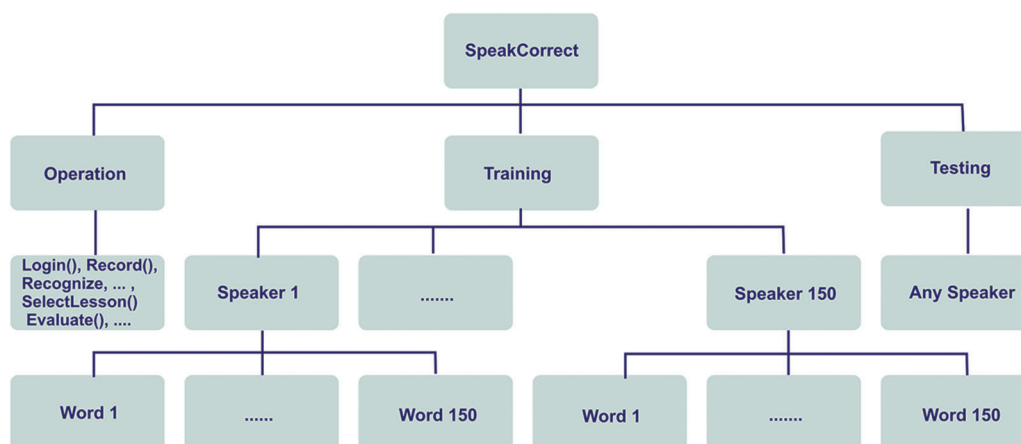 SpeakCorrect
Operation
Training
Testing
Login(), Record(),
Recognize, ... ,
SelectLesson()
Evaluate(), ....
Speaker 1
.......
Speaker 150
Any Speaker
Word 1
......
Word 150
Word 1
.......
Word 150